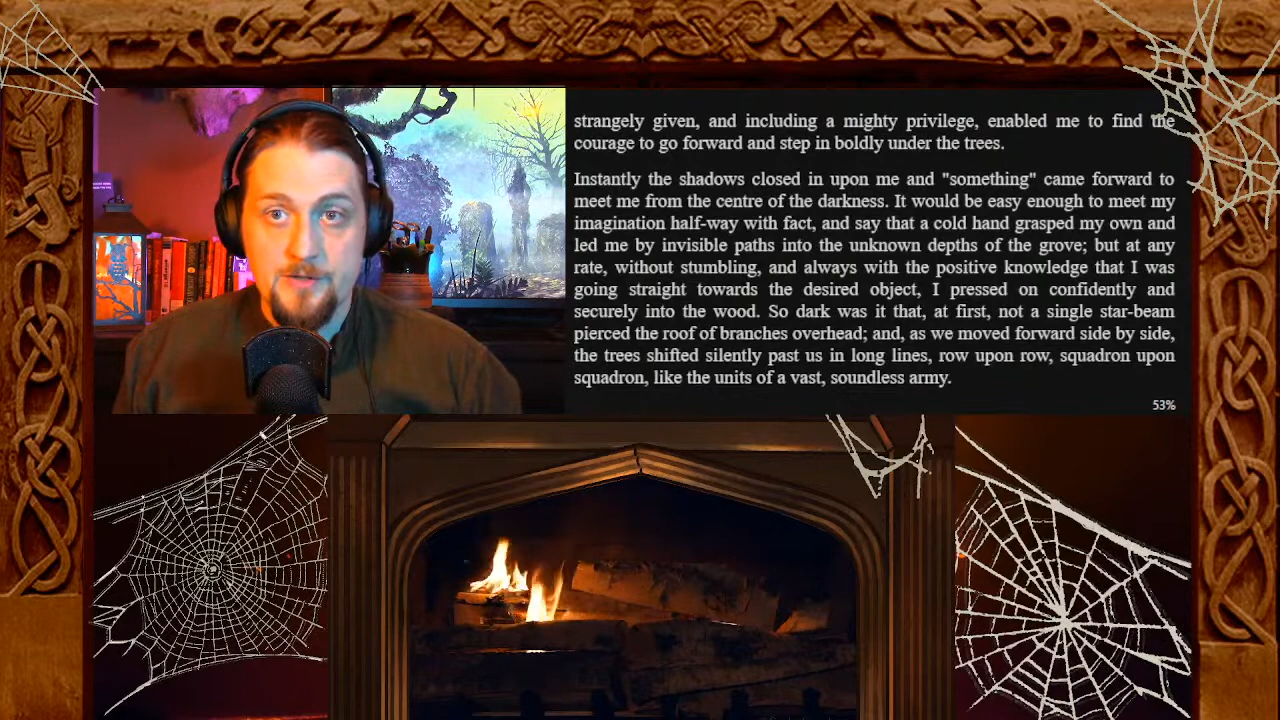 strangely given, and including a mighty privilege, enabled me to find the
courage to go forward and step in boldly under the trees.
Instantly the shadows closed in upon me and "something" came forward to
meet me from the centre of the darkness. It would be easy enough to meet my
imagination half-way with fact, and say that a cold hand grasped my own and
led me by invisible paths into the unknown depths of the grove; but at any
rate, without stumbling, and always with the positive knowledge that I was
going straight towards the desired object, I pressed on confidently and
securely into the wood. So dark was it that, at first, not a single star-beam
pierced the roof of branches overhead; and, as we moved forward side by side,
the trees shifted silently past us in long lines, row upon row, squadron upon
squadron, like the units of a vast, soundless army.
53%